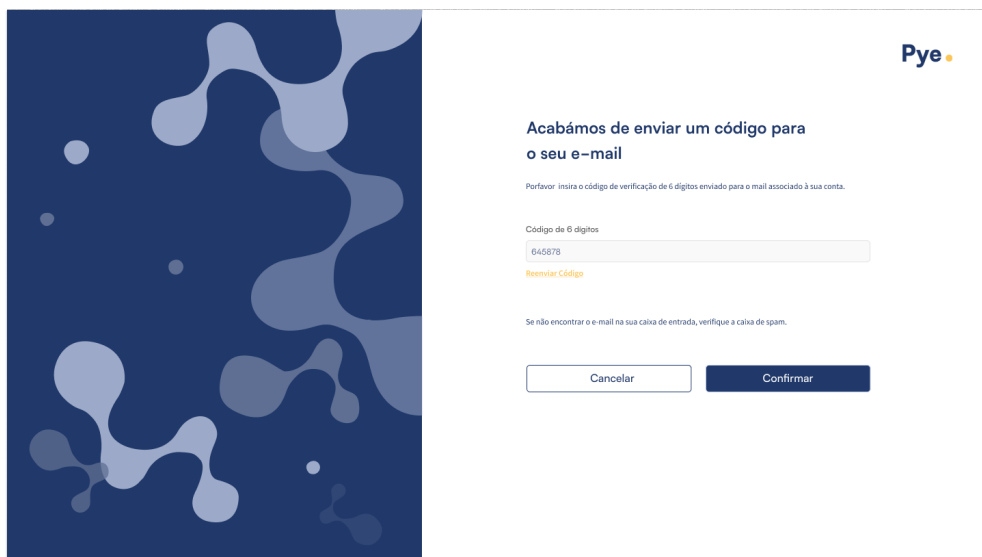 Pye.
Acabámos de enviar um código para
o seu e-mail
Porfavor insira o código de verificação de 6 dígitos enviado para o mail associado à sua conta.
Código de 6 dígitos
645878
Reenviar Código
Se não encontrar o e-mail na sua caixa de entrada, verifique a caixa de spam.
Cancelar
Confirmar